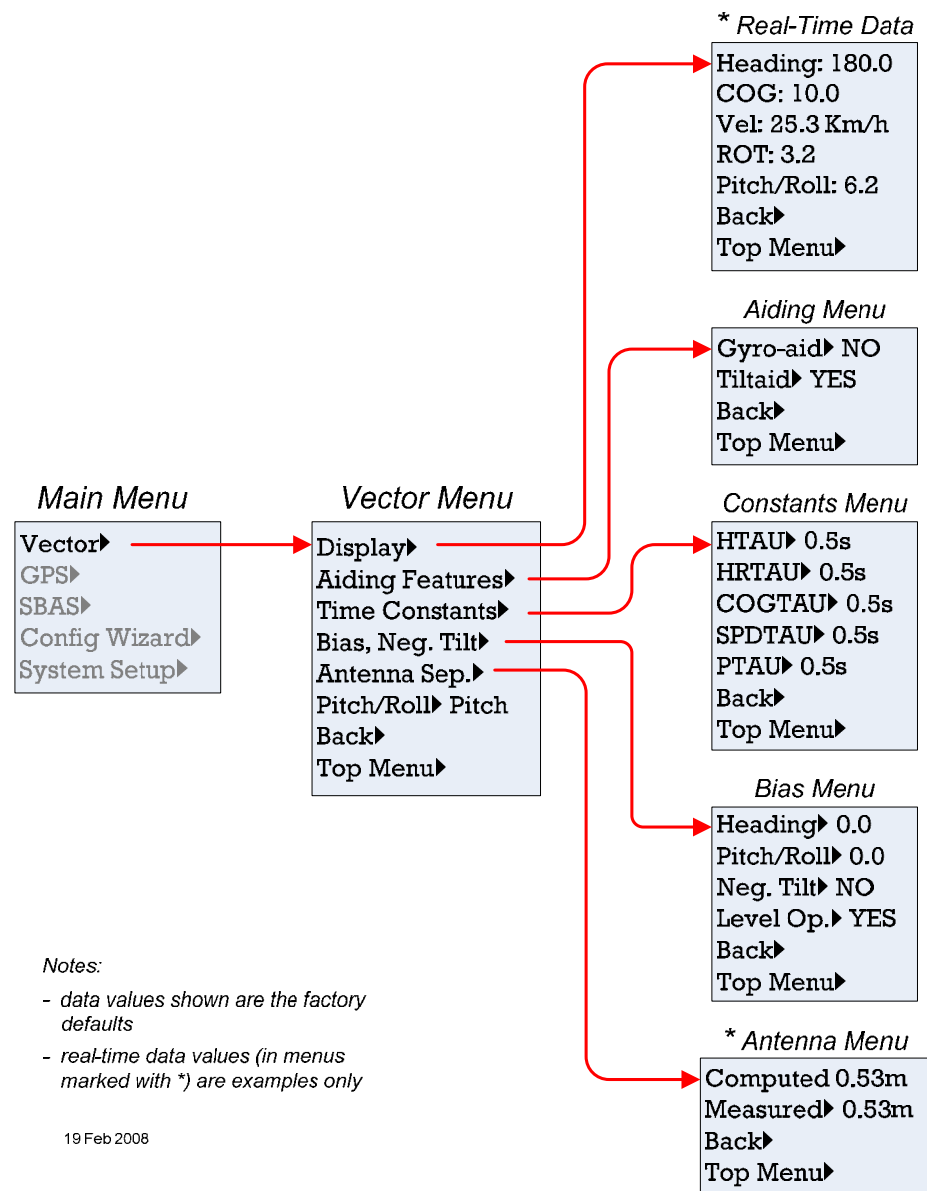 * Real-Time Data
Heading: 180.0
COG: 10.0
Vel: 25.3 Km/h
ROT: 3.2
Pitch/Roll: 6.2
Back▶
Top Menu▶
Aiding Menu
Gyro-aid▶ NO
Tiltaid▶ YES
Back▶
Top Menu▶
Main Menu
Vector▶
GPS▶
SBAS▶
Config Wizard▶
System Setup▶
Vector Menu
Display▶
Aiding Features▶
Time Constants▶
Bias, Neg. Tilt▶
Antenna Sep.▶
Pitch/Roll▶ Pitch
Back▶
Top Menu▶
Constants Menu
HTAU▶ 0.5s
HRTAU▶ 0.5s
COGTAU▶ 0.5s
SPDTAU▶ 0.5s
PTAU▶ 0.5s
Back▶
Top Menu▶
Bias Menu
Heading▶ 0.0
Pitch/Roll▶ 0.0
Neg. Tilt▶ NO
Level Op.▶ YES
Back▶
Top Menu▶
* Antenna Menu
Computed 0.53m
Measured▶ 0.53m
Back▶
Top Menu▶
Notes:
- data values shown are the factory
defaults
- real-time data values (in menus
marked with *) are examples only
19 Feb 2008